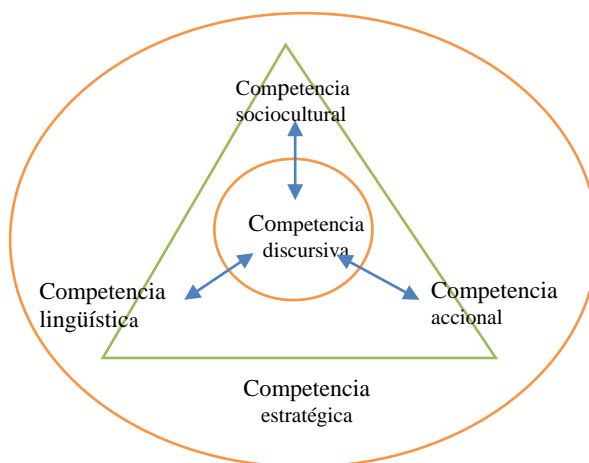 Competencia
sociocultural
Competencia
discursiva
Competencia
lingüística
Competencia
accional
Competencia
estratégica